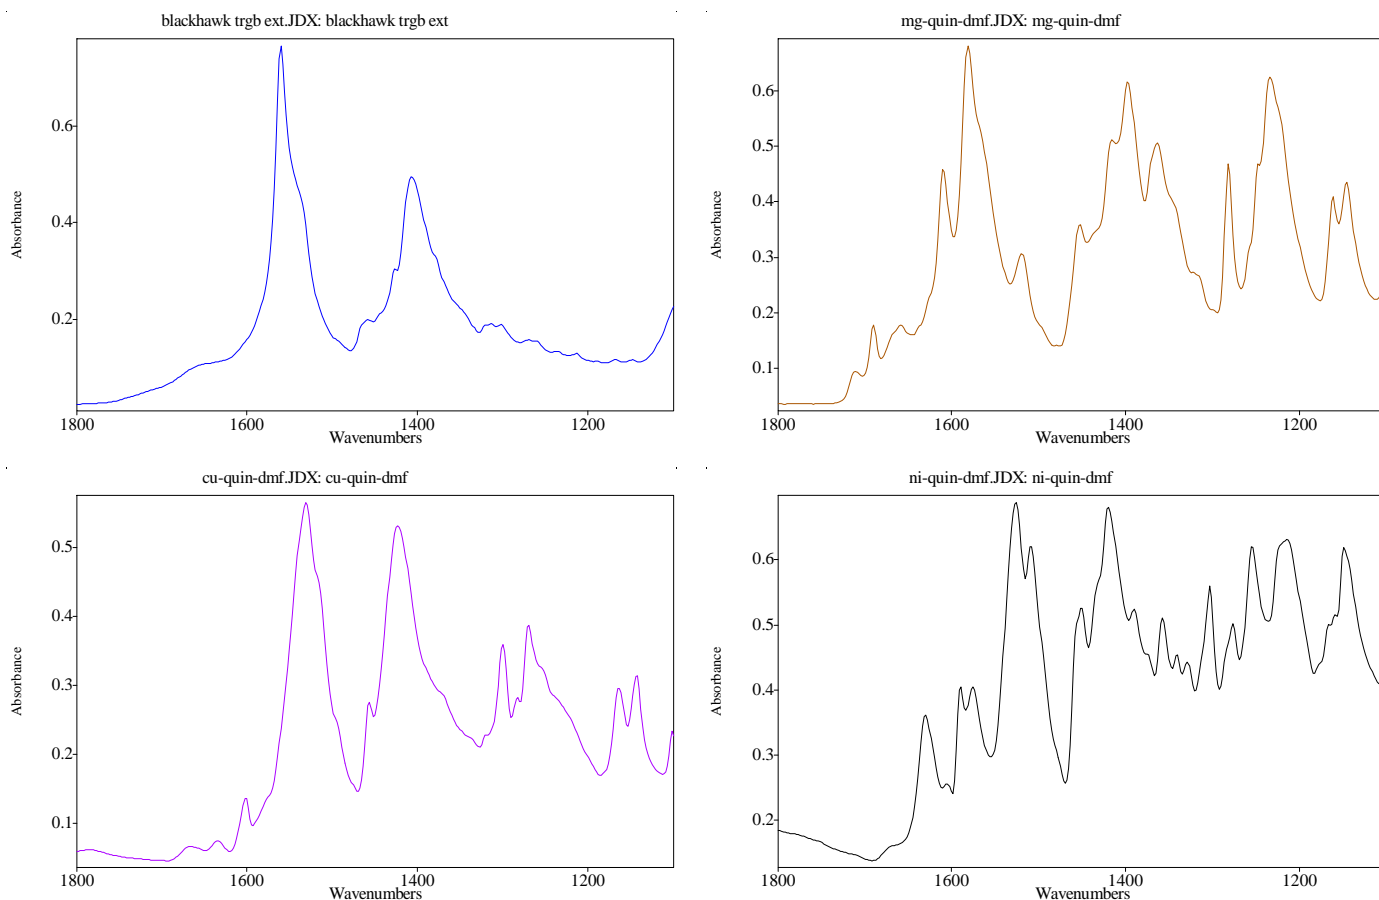 blackhawk trgb ext.JDX: blackhawk trgb ext
0.6
0.4
0.2
Absorbance
1800
1600
1400
1200
Wavenumbers
mg-quin-dmf.JDX: mg-quin-dmf
0.6
0.5
0.4
0.3
0.2
0.1
Absorbance
1800
1600
1400
1200
Wavenumbers
cu-quin-dmf.JDX: cu-quin-dmf
0.5
0.4
0.3
0.2
0.1
Absorbance
1800
1600
1400
1200
Wavenumbers
ni-quin-dmf.JDX: ni-quin-dmf
0.6
0.5
0.4
0.3
0.2
Absorbance
1800
1600
1400
1200
Wavenumbers